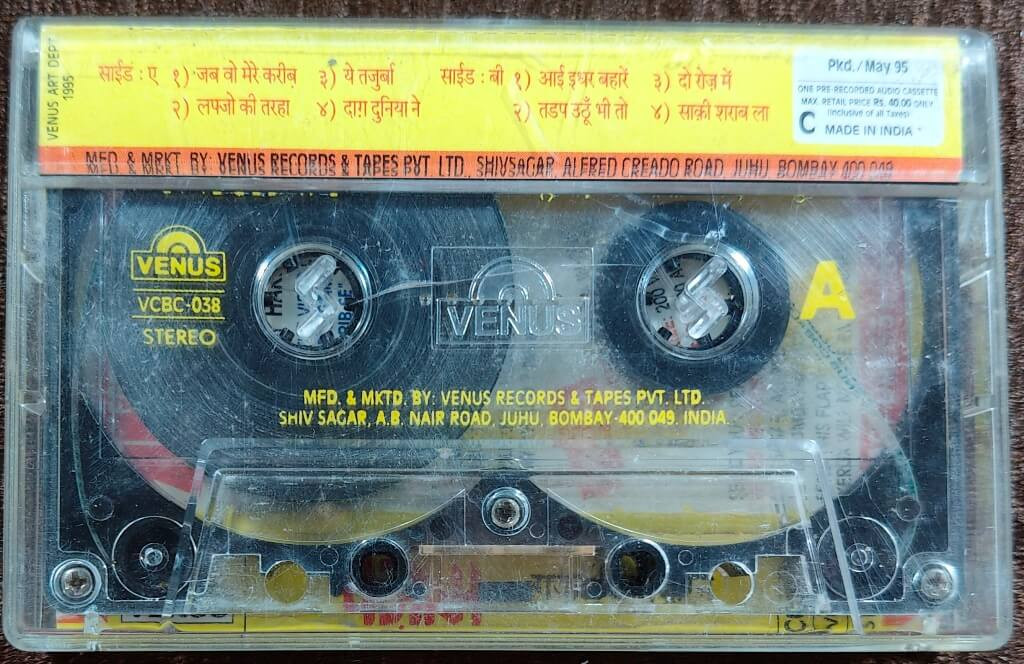 VENUS ART DEPT
1995
साईड : ए १) जब वो मेरे करीब़ ३) ये तजुर्बा साईड : बी १) आई इधर बहारें ३) दो रोज़ में
२) लपजो की तरहा ४) दाग़ दुनिया ने २) तडप उठूँ भी तो ४) साक़ी शराब ला
Pkd./May 95
ONE PRE-RECORDED AUDIO CASSETTE
MAX. RETAIL PRICE Rs. 40.00 ONLY
(Inclusive of all Taxes)
C MADE IN INDIA
MFD. & MRKT. BY: VENUS RECORDS & TAPES PVT. LTD., SHIVSAGAR, ALFRED CREADO ROAD, JUHU, BOMBAY 400 049.
VENUS
VCBC-038
STEREO
VENUS
A
MFD. & MKTD. BY: VENUS RECORDS & TAPES PVT. LTD.
SHIV SAGAR, A.B. NAIR ROAD, JUHU, BOMBAY-400 049. INDIA.